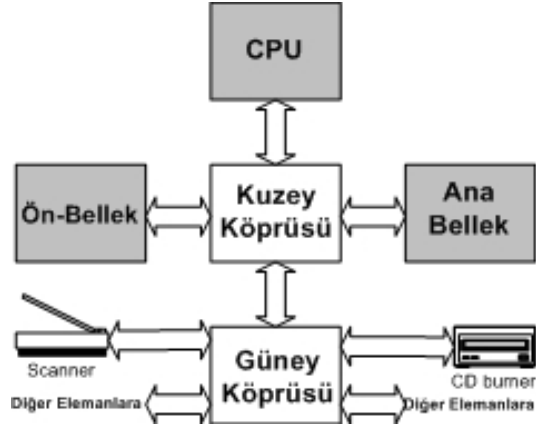 CPU
Ön-Bellek
Kuzey
Köprüsü
Ana
Bellek
Scanner
Güney
Köprüsü
CD burner
Diğer Elemanlara
Diğer Elemanlara